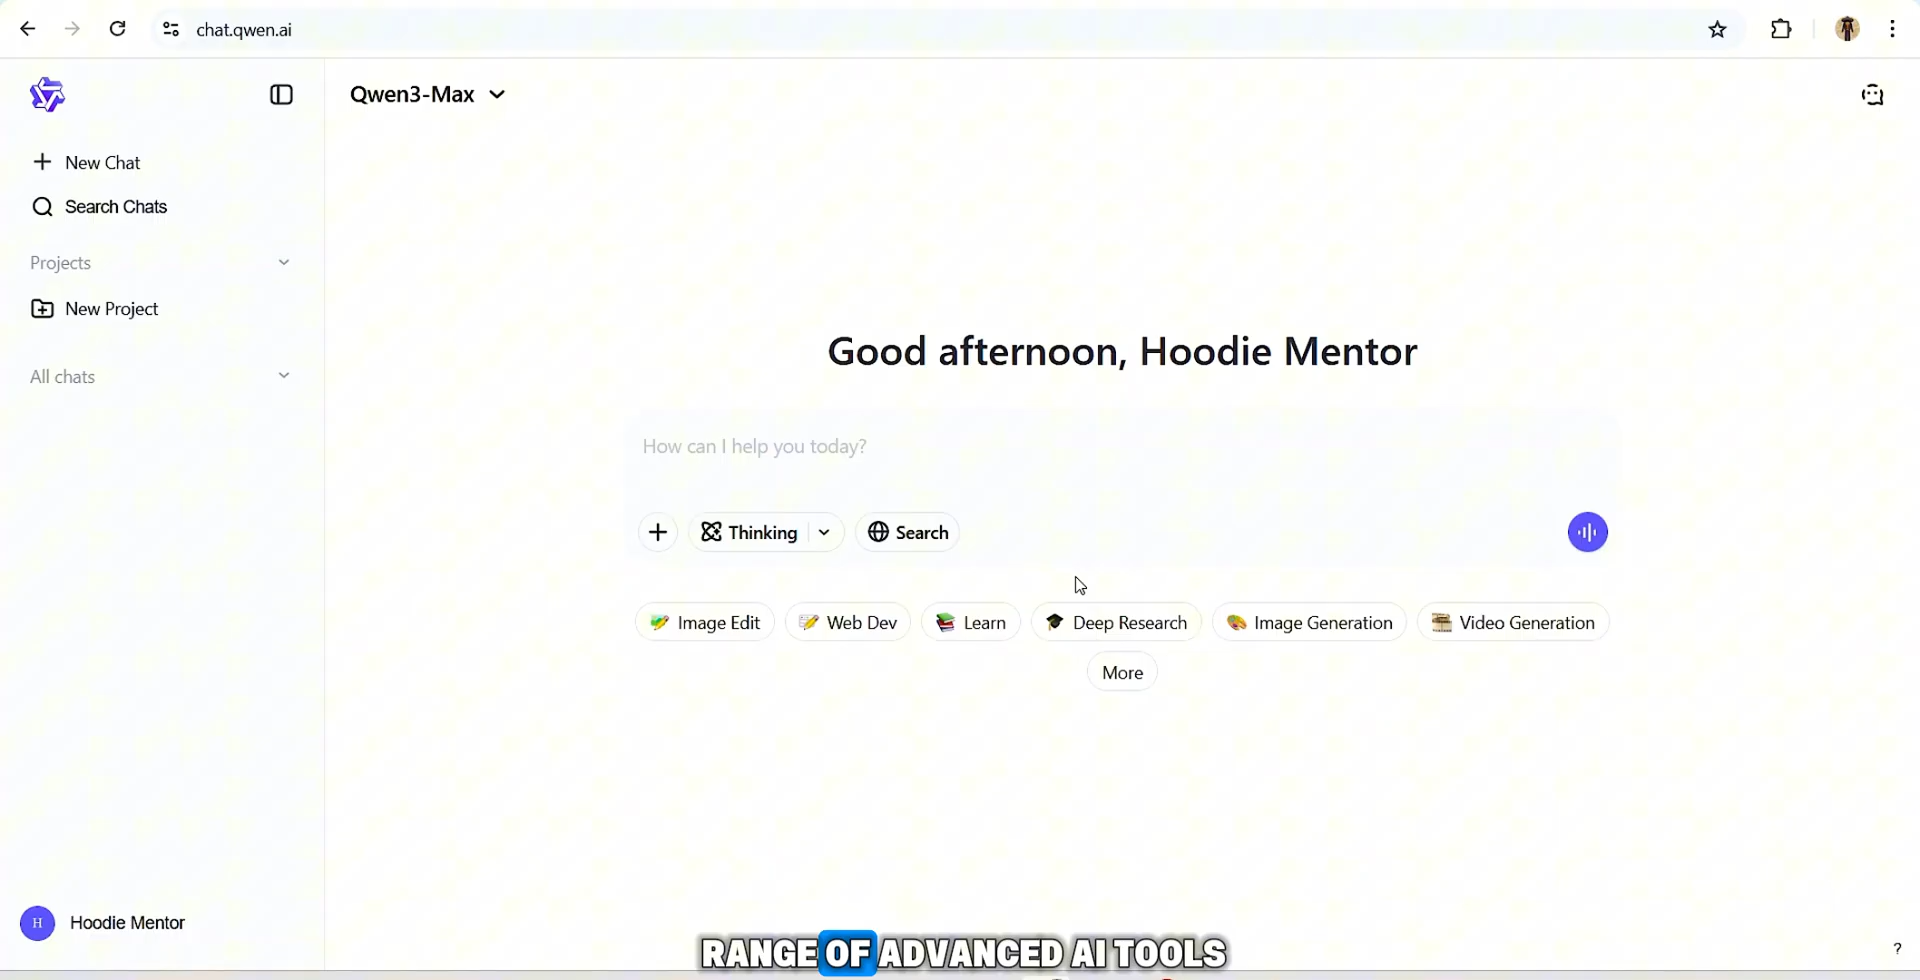 chat.qwen.ai
Qwen3-Max
New Chat
Search Chats
Projects
New Project
All chats
Good afternoon, Hoodie Mentor
How can I help you today?
Thinking Search
Image Edit Web Dev Learn Deep Research Image Generation Video Generation
More
H Hoodie Mentor
?
RANGE OF ADVANCED AI TOOLS